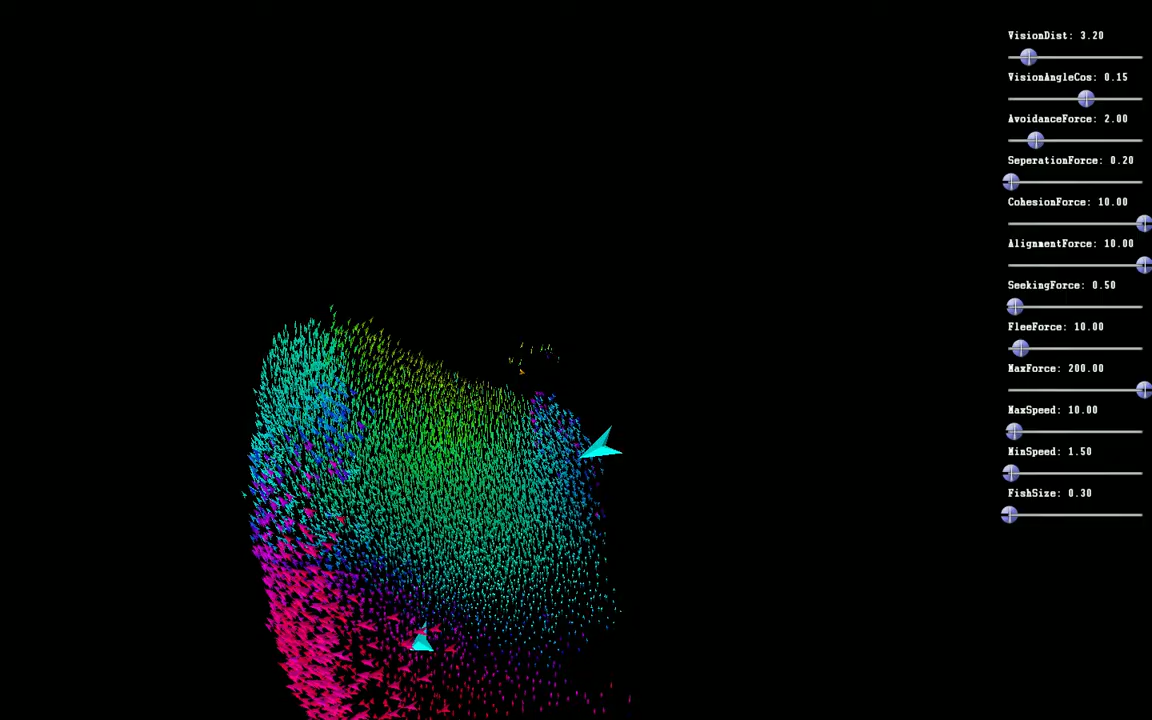 VisionDist: 3.20
VisionAngleCos: 0.15
AvoidanceForce: 2.00
SeperationForce: 0.20
CohesionForce: 10.00
AlignmentForce: 10.00
SeekingForce: 0.50
FleeForce: 10.00
MaxForce: 200.00
MaxSpeed: 10.00
MinSpeed: 1.50
FishSize: 0.30